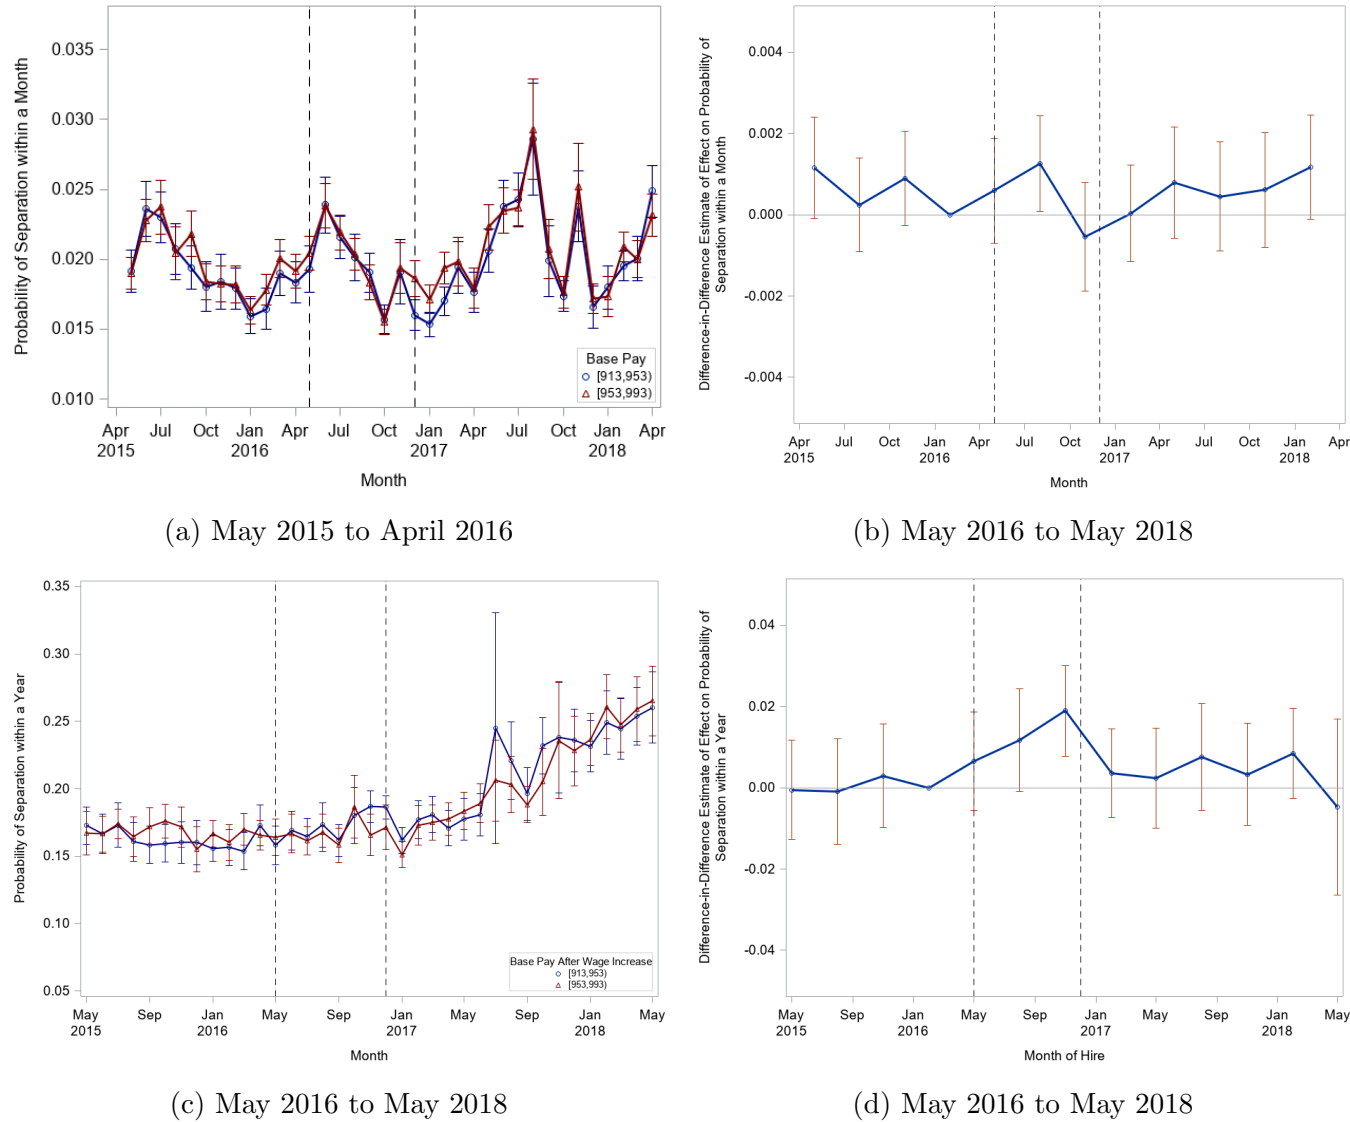 Probability of Separation within a Month
0.035
0.030
0.025
0.020
0.015
0.010
Base Pay
[913,953)
[953,993)
Apr Jul Oct Jan Apr Jul Oct Jan Apr Jul Oct Jan Apr
2015 2016 2017 2018
Month
(a) May 2015 to April 2016
Difference-in-Difference Estimate of Effect on Probability of
Separation within a Month
0.004
0.002
0.000
-0.002
-0.004
Apr Jul Oct Jan Apr Jul Oct Jan Apr Jul Oct Jan Apr
2015 2016 2017 2018
Month
(b) May 2016 to May 2018
Probability of Separation within a Year
0.35
0.30
0.25
0.20
0.15
0.10
0.05
Base Pay After Wage Increase
[913,953)
[953,993)
May Sep Jan May Sep Jan May Sep Jan May
2015 2016 2017 2018
Month
(c) May 2016 to May 2018
Difference-in-Difference Estimate of Effect on Probability of
Separation within a Year
0.04
0.02
0.00
-0.02
-0.04
May Sep Jan May Sep Jan May Sep Jan May
2015 2016 2017 2018
Month of Hire
(d) May 2016 to May 2018